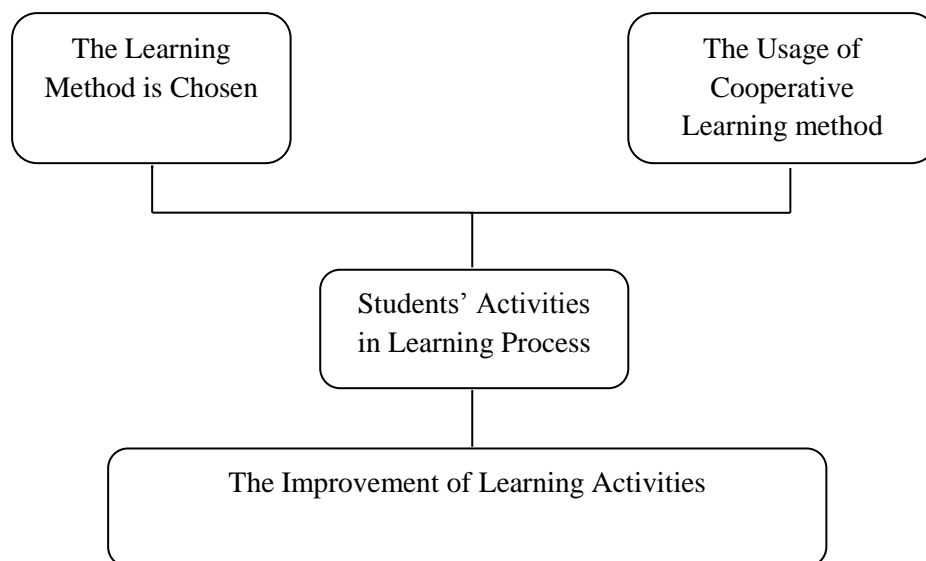 The Learning
Method is Chosen
The Usage of
Cooperative
Learning method
Students’ Activities
in Learning Process
The Improvement of Learning Activities